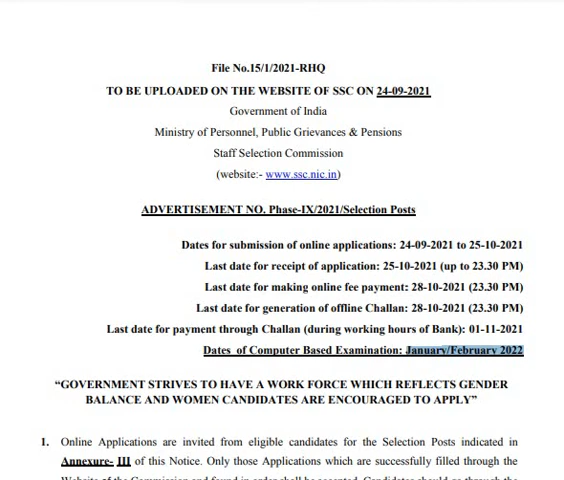 File No.15/1/2021-RHQ
TO BE UPLOADED ON THE WEBSITE OF SSC ON 24-09-2021
Government of India
Ministry of Personnel, Public Grievances & Pensions
Staff Selection Commission
(website:- www.ssc.nic.in)
ADVERTISEMENT NO. Phase-IX/2021/Selection Posts
Dates for submission of online applications: 24-09-2021 to 25-10-2021
Last date for receipt of application: 25-10-2021 (up to 23.30 PM)
Last date for making online fee payment: 28-10-2021 (23.30 PM)
Last date for generation of offline Challan: 28-10-2021 (23.30 PM)
Last date for payment through Challan (during working hours of Bank): 01-11-2021
Dates of Computer Based Examination: January/February 2022
“GOVERNMENT STRIVES TO HAVE A WORK FORCE WHICH REFLECTS GENDER
BALANCE AND WOMEN CANDIDATES ARE ENCOURAGED TO APPLY”
1. Online Applications are invited from eligible candidates for the Selection Posts indicated in
Annexure- III of this Notice. Only those Applications which are successfully filled through the